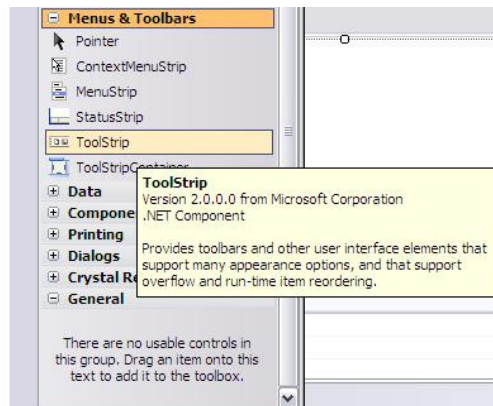 Menus & Toolbars
Pointer
ContextMenuStrip
MenuStrip
StatusStrip
ToolStrip
ToolStripContainer
ToolStrip
Version 2.0.0.0 from Microsoft Corporation
.NET Component
Provides toolbars and other user interface elements that
support many appearance options, and that support
overflow and run-time item reordering.
Data
Printing
Dialogs
Crystal
General
There are no usable controls in
this group. Drag an item onto this
text to add it to the toolbox.